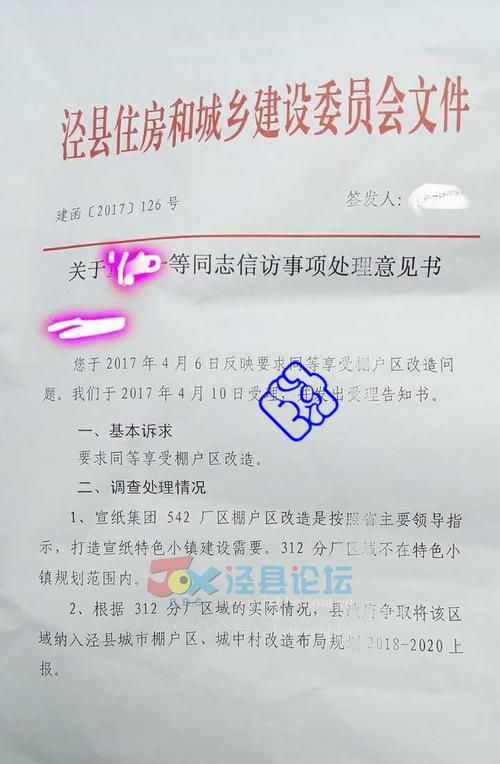 泾县住房和城乡建设委员会文件
建函〔2017〕126 号
签发人:
关于
等同志信访事项处理意见书
您于 2017 年 4 月 6 日反映要求同等享受棚户区改造问
题。我们于 2017 年 4 月 10 日受理,并发出受理告知书。
一、基本诉求
要求同等享受棚户区改造。
二、调查处理情况
1、宣纸集团 542 厂区棚户区改造是按照省主要领导指
示,打造宣纸特色小镇建设需要。312 分厂区域不在特色小
镇规划范围内。
泾县论坛
BBS
2、根据 312 分厂区域的实际情况,县政府争取将该区
域纳入泾县城市棚户区、城中村改造布局规划 2018-2020 上
报。